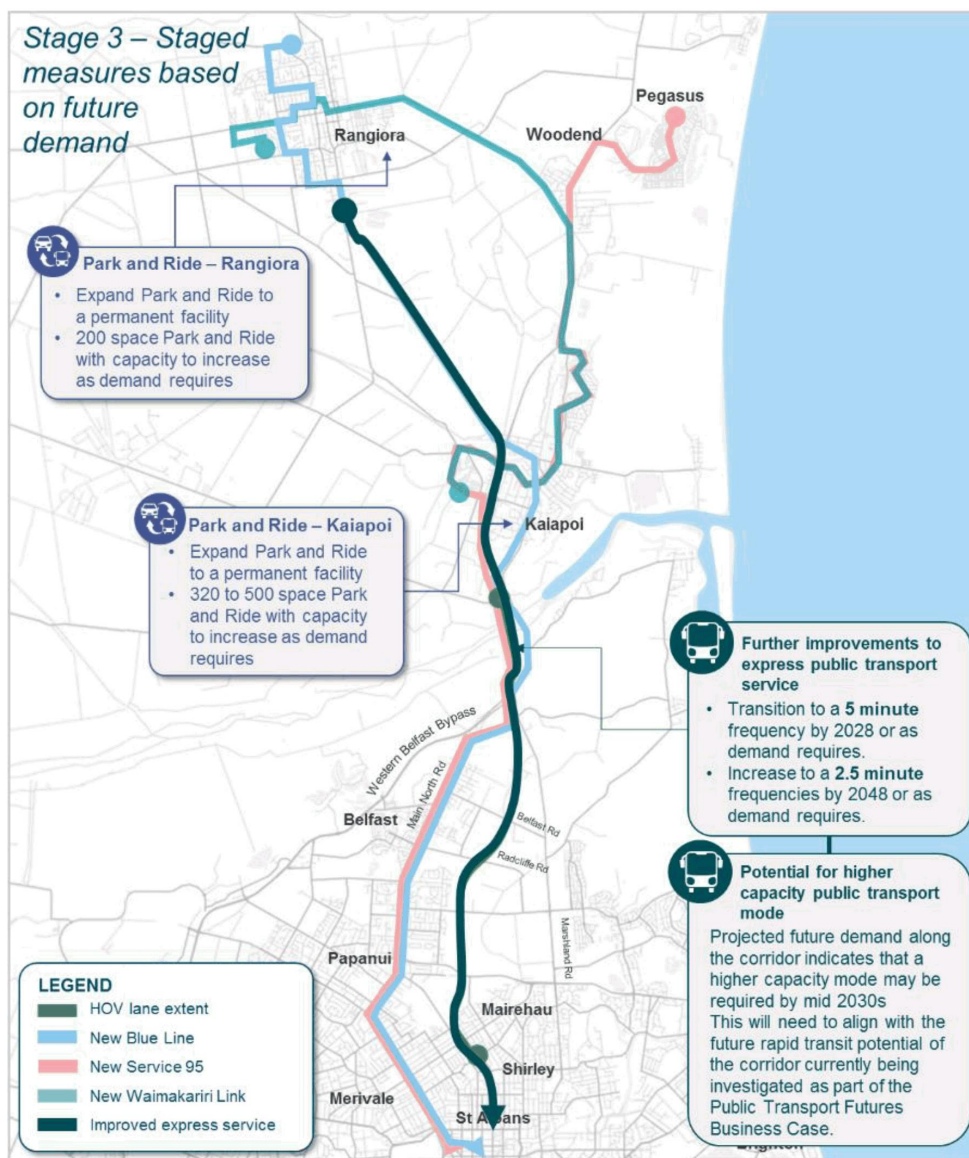 Stage 3 – Staged
measures based
on future
demand
Pegasus
Woodend
Rangiora
Park and Ride – Rangiora
• Expand Park and Ride to
a permanent facility
• 200 space Park and Ride
with capacity to increase
as demand requires
Park and Ride – Kaiapoi
• Expand Park and Ride
to a permanent facility
• 320 to 500 space Park
and Ride with capacity
to increase as demand
requires
Kaiapoi
Further improvements to
express public transport
service
• Transition to a 5 minute
frequency by 2028 or as
demand requires.
• Increase to a 2.5 minute
frequencies by 2048 or as
demand requires.
Western Belfast Bypass
Main North Rd
Belfast
Belfast Rd
Radcliffe Rd
Marshland Rd
Potential for higher
capacity public transport
mode
Projected future demand along
the corridor indicates that a
higher capacity mode may be
required by mid 2030s
This will need to align with the
future rapid transit potential of
the corridor currently being
investigated as part of the
Public Transport Futures
Business Case.
Papanui
Mairehau
Shirley
Merivale
St Albans
LEGEND
HOV lane extent
New Blue Line
New Service 95
New Waimakariri Link
Improved express service